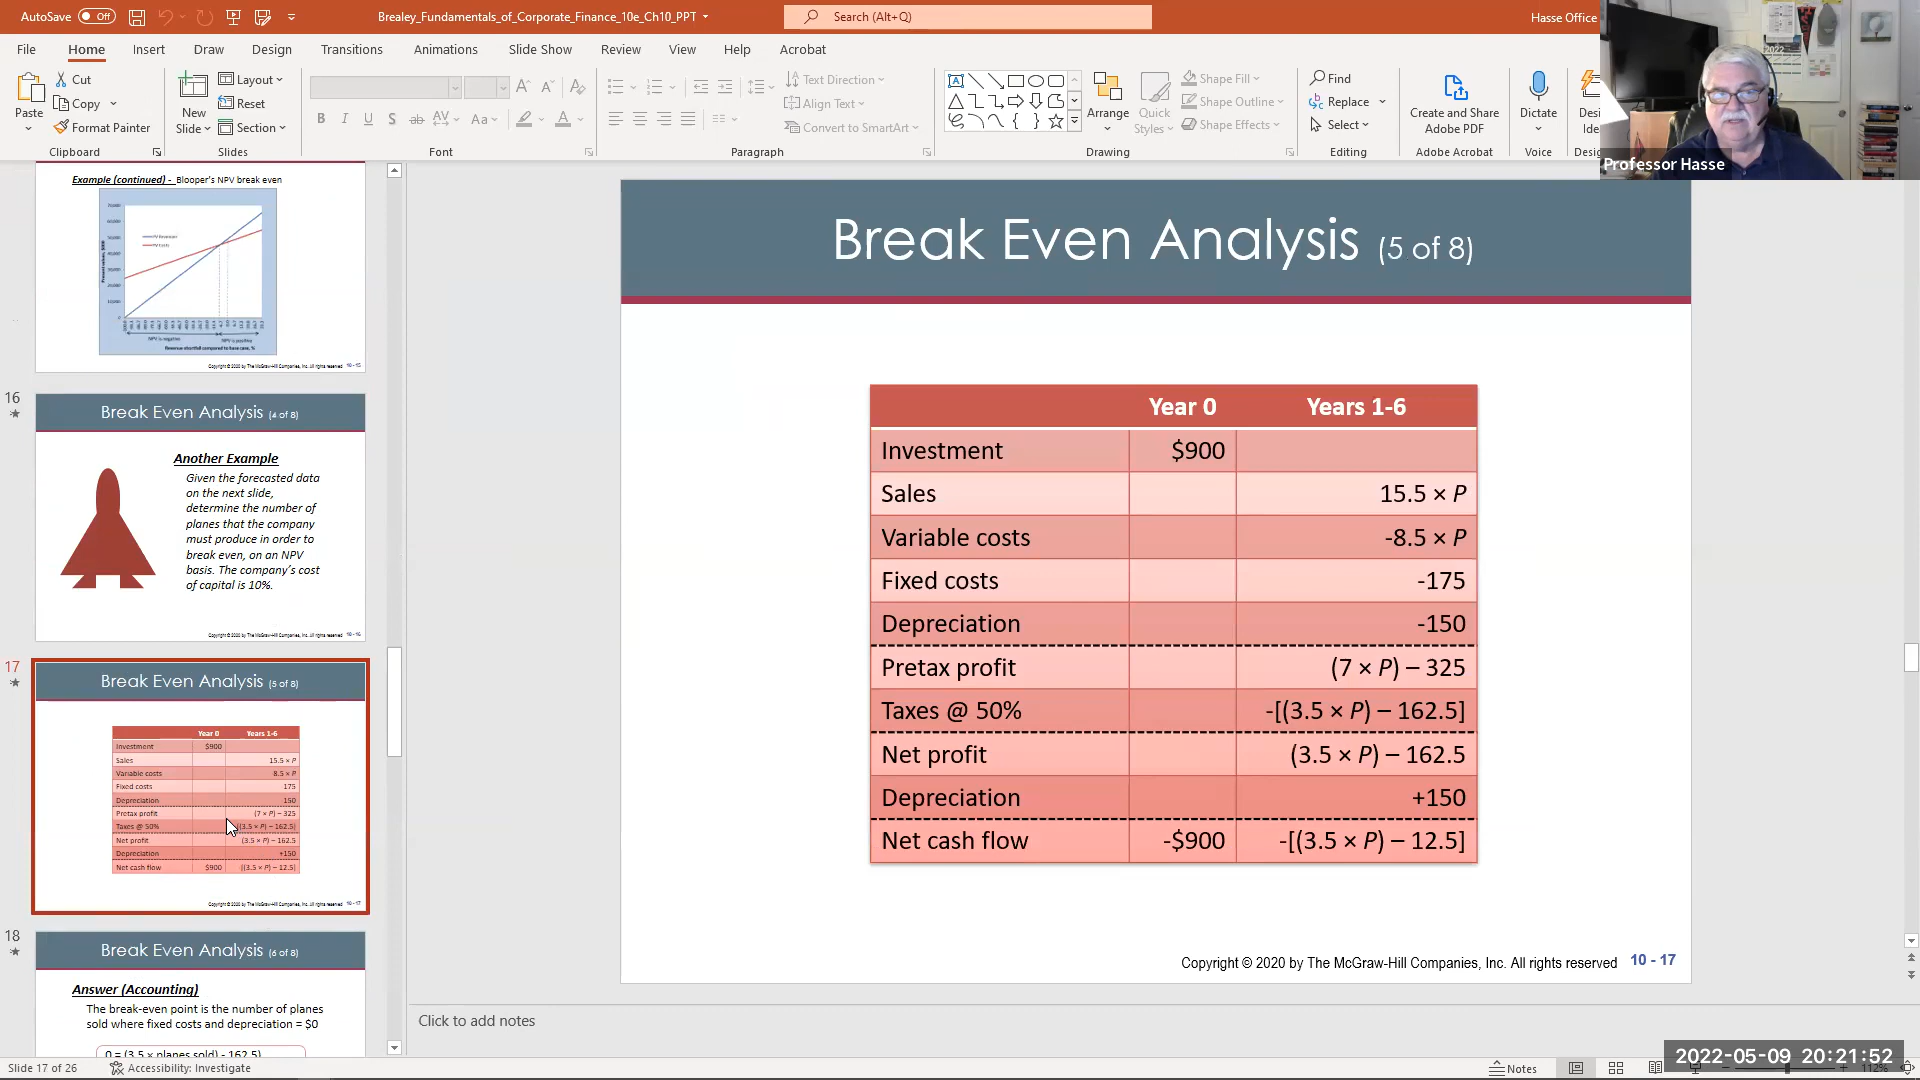 AutoSave Off
Brealey_Fundamentals_of_Corporate_Finance_10e_Ch10_PPT
Search (Alt+Q)
Hasse Office
File Home Insert Draw Design Transitions Animations Slide Show Review View Help Acrobat
Paste
Cut
Copy
Format Painter
Clipboard
New Slide
Layout
Reset
Section
Slides
Font
Text Direction
Align Text
Convert to SmartArt
Paragraph
Arrange
Quick Styles
Shape Fill
Shape Outline
Shape Effects
Drawing
Find
Replace
Select
Editing
Create and Share Adobe PDF
Adobe Acrobat
Dictate
Voice
Professor Hasse
Example (continued) - Blooper's NPV break even
NPV is negative
NPV is positive
Revenue shortfall compared to base case, %
Copyright © 2020 by The McGraw-Hill Companies, Inc. All rights reserved 10-15
16
Break Even Analysis (4 of 8)
Another Example
Given the forecasted data
on the next slide,
determine the number of
planes that the company
must produce in order to
break even, on an NPV
basis. The company's cost
of capital is 10%.
Copyright © 2020 by The McGraw-Hill Companies, Inc. All rights reserved 10-16
17
Break Even Analysis (5 of 8)
Year 0 Years 1-6
Investment $900
Sales 15.5 × P
Variable costs 8.5 × P
Fixed costs 175
Depreciation 150
Pretax profit (7 × P) – 325
Taxes @ 50% (3.5 × P) – 162.5
Net profit (3.5 × P) – 162.5
Depreciation +150
Net cash flow $900 [(3.5 × P) – 12.5]
Copyright © 2020 by The McGraw-Hill Companies, Inc. All rights reserved 10-17
18
Break Even Analysis (6 of 8)
Answer (Accounting)
The break-even point is the number of planes
sold where fixed costs and depreciation = $0
0 = (3.5 × planes sold) - 162.5)
Break Even Analysis (5 of 8)
Year 0 Years 1-6
Investment $900
Sales 15.5 × P
Variable costs -8.5 × P
Fixed costs -175
Depreciation -150
Pretax profit (7 × P) – 325
Taxes @ 50% -[(3.5 × P) – 162.5]
Net profit (3.5 × P) – 162.5
Depreciation +150
Net cash flow -$900 -[(3.5 × P) – 12.5]
Copyright © 2020 by The McGraw-Hill Companies, Inc. All rights reserved 10 - 17
Click to add notes
Slide 17 of 26
Accessibility: Investigate
Notes
2022-05-09 20:21:52
112%